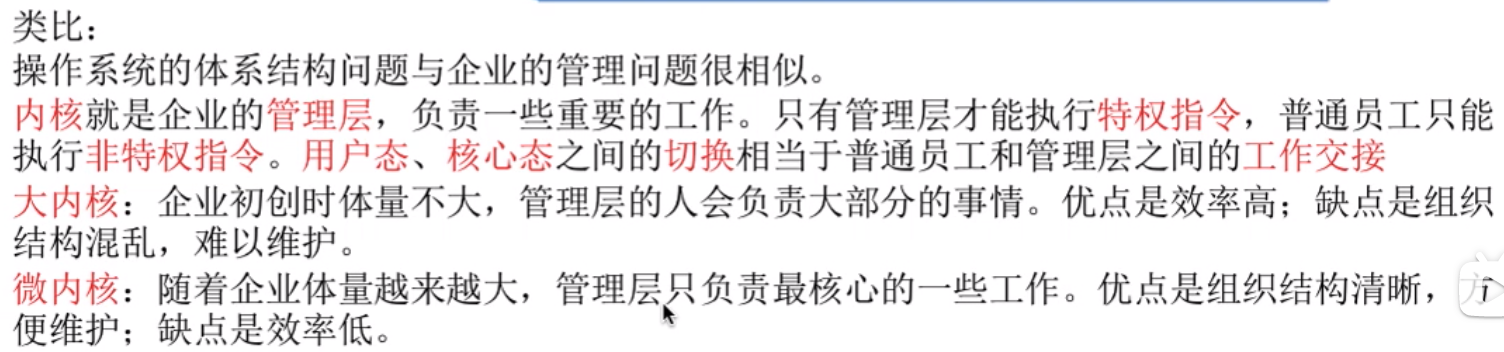 类比：
操作系统的体系结构问题与企业的管理问题很相似。
内核就是企业的管理层，负责一些重要的工作。只有管理层才能执行特权指令，普通员工只能
执行非特权指令。用户态、核心态之间的切换相当于普通员工和管理层之间的工作交接
大内核：企业初创时体量不大，管理层的人会负责大部分的事情。优点是效率高；缺点是组织
结构混乱，难以维护。
微内核：随着企业体量越来越大，管理层只负责最核心的一些工作。优点是组织结构清晰，
便维护；缺点是效率低。